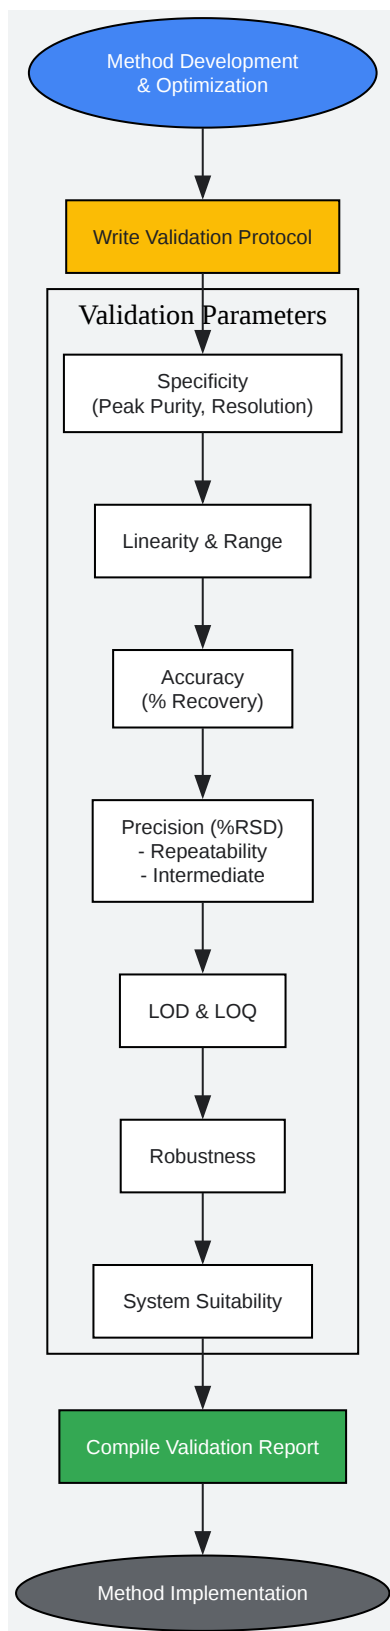 Method Development
& Optimization
Write Validation Protocol
Validation Parameters
Specificity
(Peak Purity, Resolution)
Linearity & Range
Accuracy
(% Recovery)
Precision (%RSD)
- Repeatability
- Intermediate
LOD & LOQ
Robustness
System Suitability
Compile Validation Report
Method Implementation